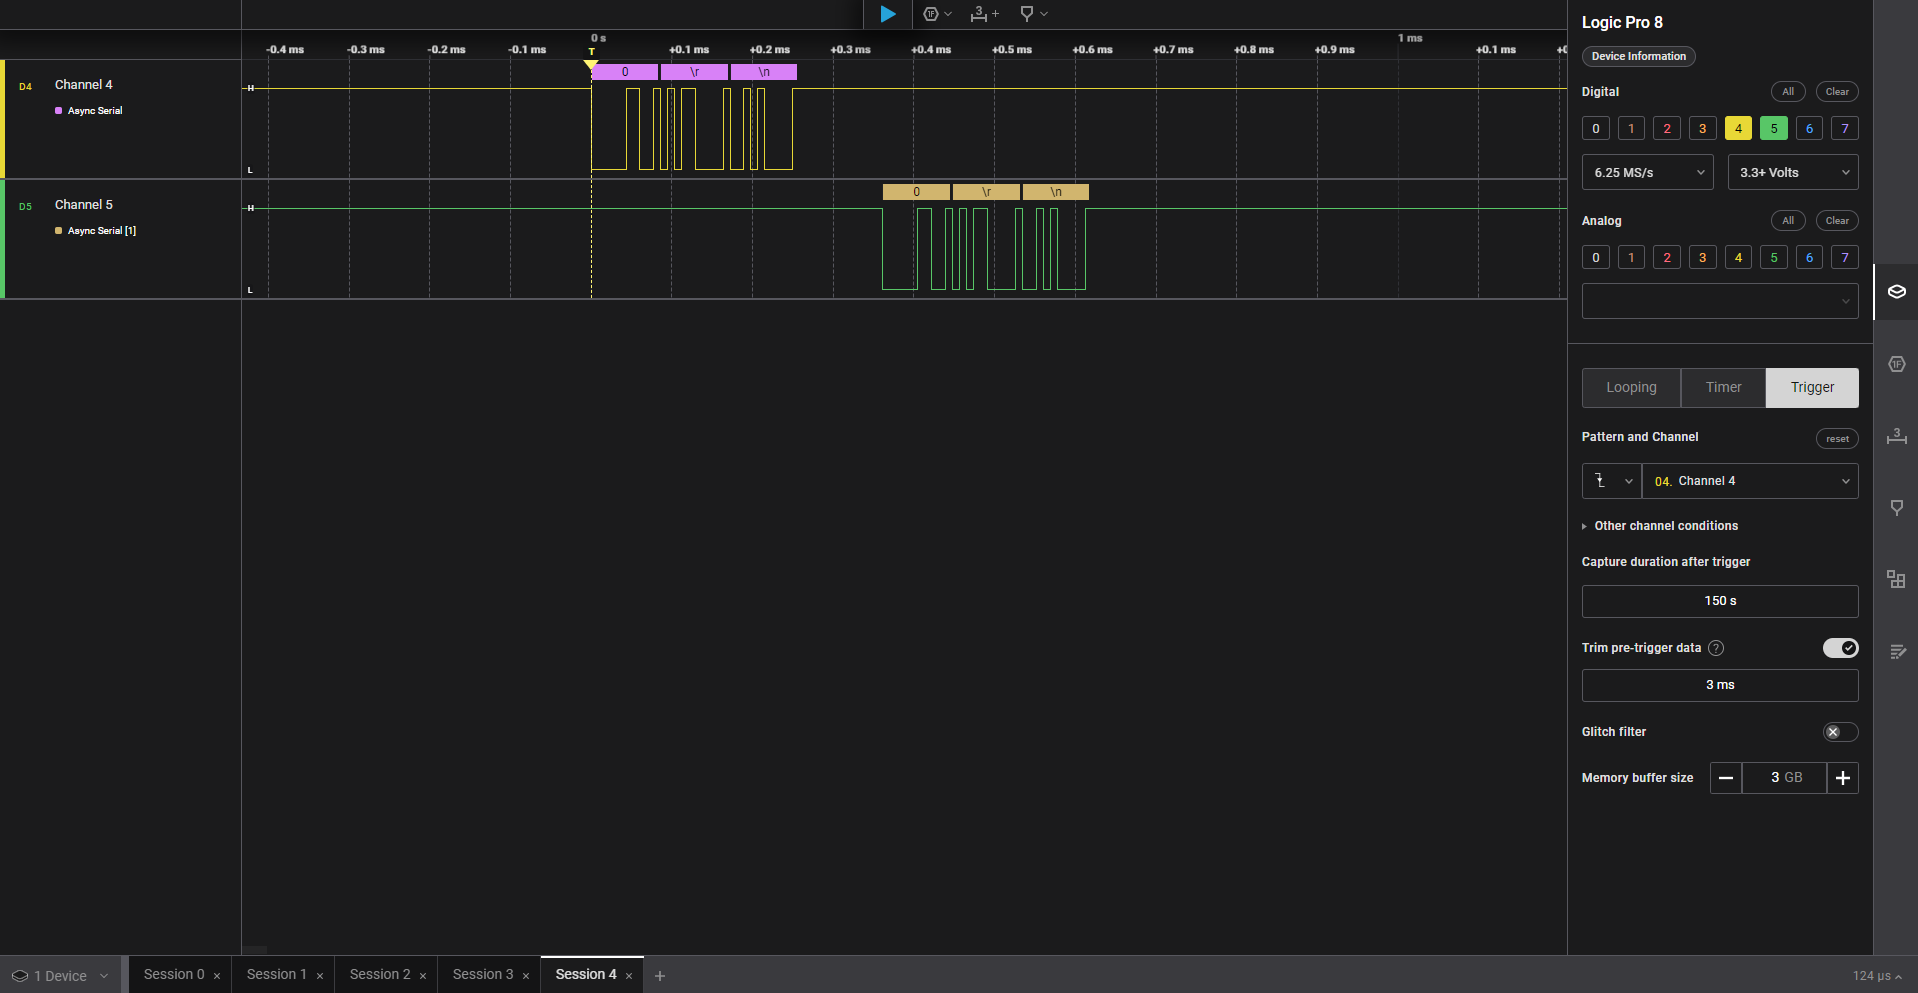 1F
3
Logic Pro 8
Device Information
0 s
1 ms
-0.4 ms -0.3 ms -0.2 ms -0.1 ms T +0.1 ms +0.2 ms +0.3 ms +0.4 ms +0.5 ms +0.6 ms +0.7 ms +0.8 ms +0.9 ms +0.1 ms
D4 Channel 4
Async Serial
H
L
0 \r \n
D5 Channel 5
Async Serial [1]
H
L
0 \r \n
Digital All Clear
0 1 2 3 4 5 6 7
6.25 MS/s 3.3+ Volts
Analog All Clear
0 1 2 3 4 5 6 7
Looping Timer Trigger
Pattern and Channel reset
04. Channel 4
Other channel conditions
Capture duration after trigger
150 s
Trim pre-trigger data ?
3 ms
Glitch filter
Memory buffer size 3 GB
1F
3
1 Device Session 0 × Session 1 × Session 2 × Session 3 × Session 4 × +
124 µs